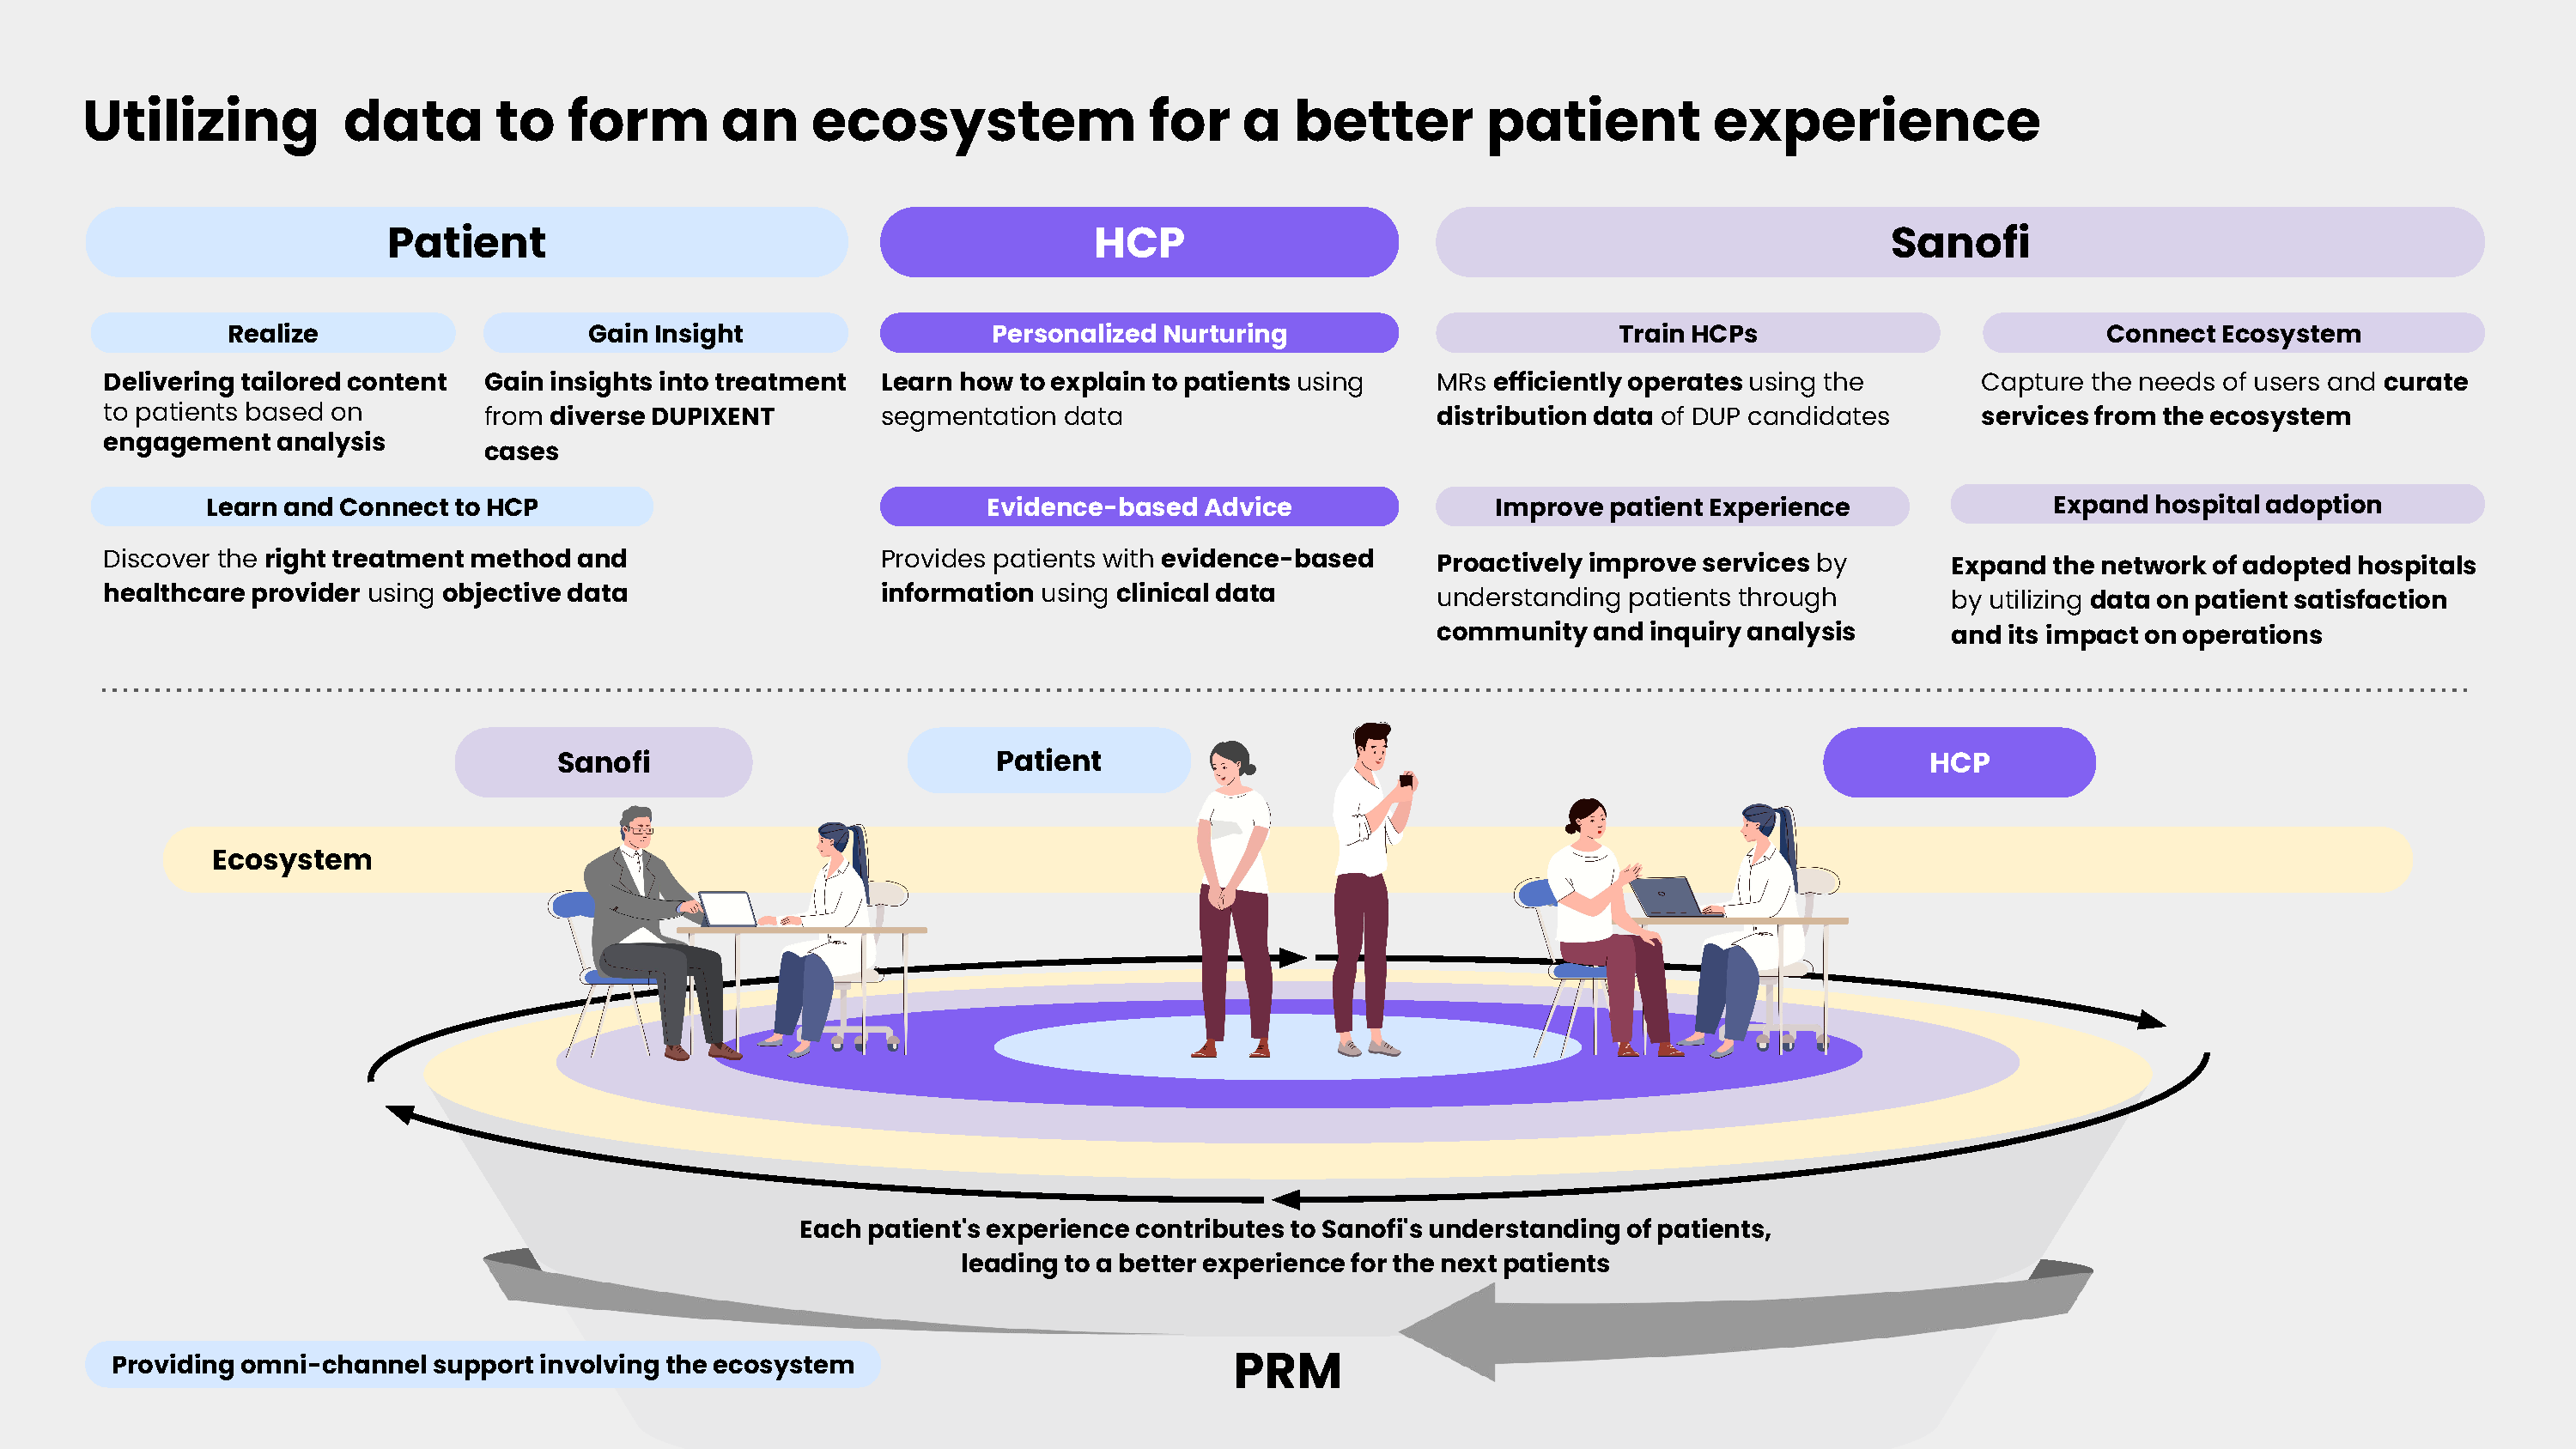 Utilizing data to form an ecosystem for a better patient experience
Patient
HCP
Sanofi
Realize
Gain Insight
Personalized Nurturing
Train HCPs
Connect Ecosystem
Delivering tailored content
to patients based on
engagement analysis
Gain insights into treatment
from diverse DUPIXENT
cases
Learn how to explain to patients using
segmentation data
MRs efficiently operates using the
distribution data of DUP candidates
Capture the needs of users and curate
services from the ecosystem
Learn and Connect to HCP
Evidence-based Advice
Improve patient Experience
Expand hospital adoption
Discover the right treatment method and
healthcare provider using objective data
Provides patients with evidence-based
information using clinical data
Proactively improve services by
understanding patients through
community and inquiry analysis
Expand the network of adopted hospitals
by utilizing data on patient satisfaction
and its impact on operations
Sanofi
Patient
HCP
Ecosystem
Each patient's experience contributes to Sanofi's understanding of patients,
leading to a better experience for the next patients
Providing omni-channel support involving the ecosystem
PRM